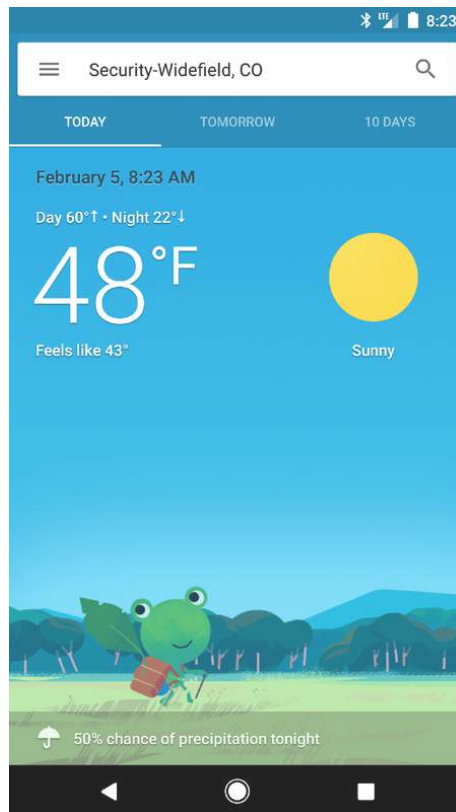 LTE 8:23
Security-Widefield, CO
TODAY TOMORROW 10 DAYS
February 5, 8:23 AM
Day 60°↑ • Night 22°↓
48°F
Feels like 43°
Sunny
50% chance of precipitation tonight